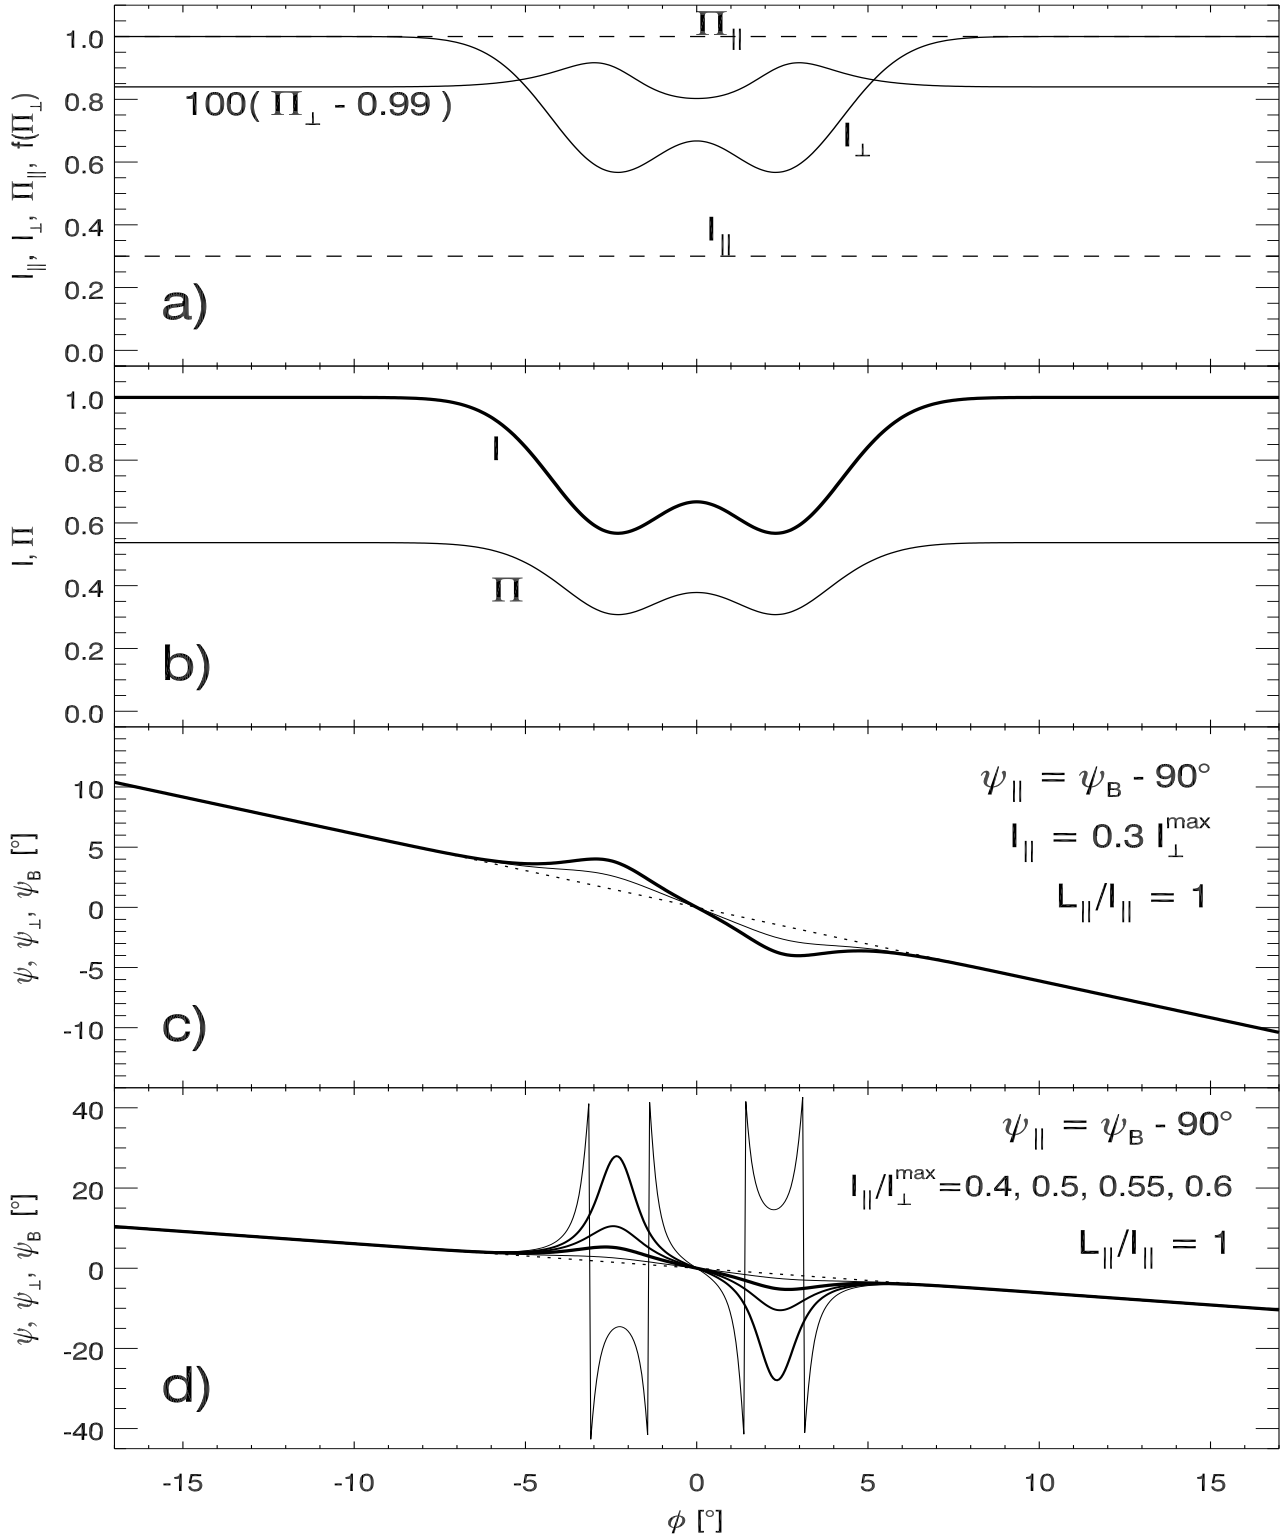 I∥, I⊥, Π∥, f(Π⊥)
1.0
0.8
0.6
0.4
0.2
0.0
Π∥
100( Π⊥ - 0.99 )
I⊥
I∥
a)
I, Π
1.0
0.8
0.6
0.4
0.2
0.0
I
Π
b)
ψ, ψ⊥, ψB [°]
10
5
0
-5
-10
ψ∥ = ψB - 90°
I∥ = 0.3 I⊥max
L∥/I∥ = 1
c)
ψ, ψ⊥, ψB [°]
40
20
0
-20
-40
ψ∥ = ψB - 90°
I∥/I⊥max=0.4, 0.5, 0.55, 0.6
L∥/I∥ = 1
d)
-15 -10 -5 0 5 10 15
ϕ [°]